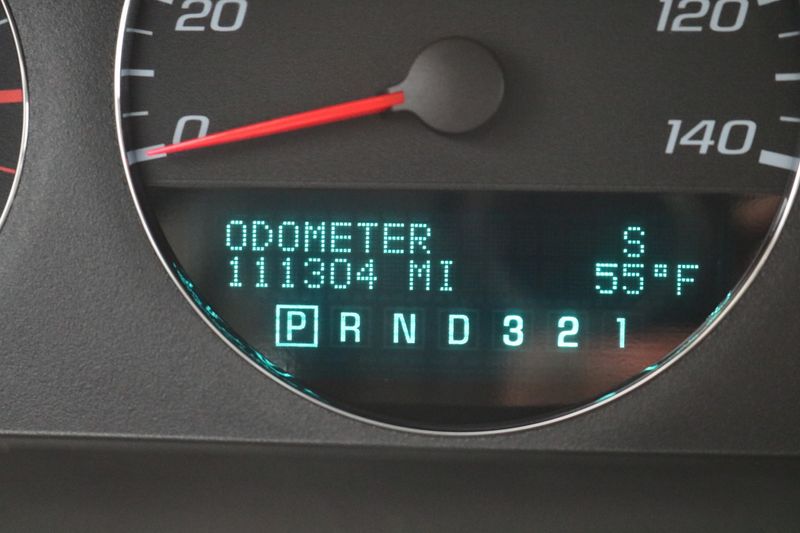 20 120
0 140
ODOMETER S
111304 MI 55°F
P R N D 3 2 1